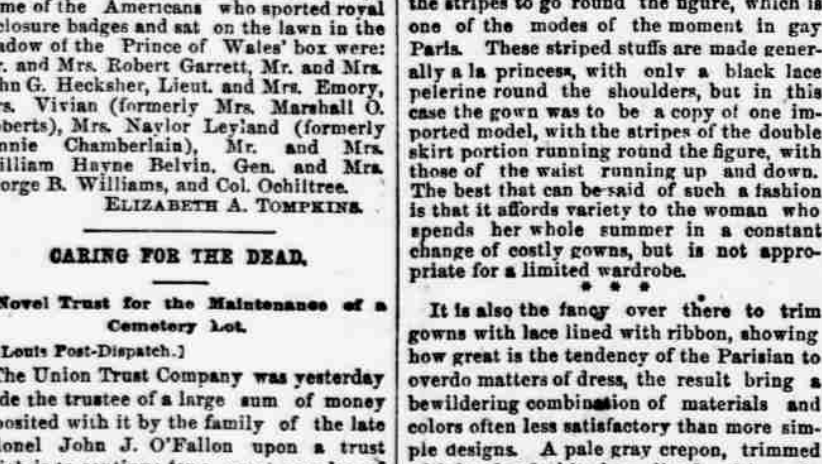 me of the Americans who sported royal
closure badges and sat on the lawn in the
adow of the Prince of Wales' box were:
r. and Mrs. Robert Garrett, Mr. and Mrs.
hn G. Hecksher, Lieut. and Mrs. Emory,
rs. Vivian (formerly Mrs. Marshall O.
oberts), Mrs. Naylor Leyland (formerly
nnie Chamberlain), Mr. and Mrs.
illiam Hayne Belvin, Gen. and Mrs.
orge B. Williams, and Col. Ochiltree.
ELIZABETH A. TOMPKINS.
CARING FOR THE DEAD.
Novel Trust for the Maintenance of a
Cemetery Lot.
Louis Post-Dispatch.]
The Union Trust Company was yesterday
de the trustee of a large sum of money
posited with it by the family of the late
lonel John J. O'Fallon upon a trust
the stripes to go round the figure, which is
one of the modes of the moment in gay
Paris. These striped stuffs are made gener-
ally a la princess, with only a black lace
pelerine round the shoulders, but in this
case the gown was to be a copy of one im-
ported model, with the stripes of the double
skirt portion running round the figure, with
those of the waist running up and down.
The best that can be said of such a fashion
is that it affords variety to the woman who
spends her whole summer in a constant
change of costly gowns, but is not appro-
priate for a limited wardrobe.
* * *
It is also the fancy over there to trim
gowns with lace lined with ribbon, showing
how great is the tendency of the Parisian to
overdo matters of dress, the result bring a
bewildering combination of materials and
colors often less satisfactory than more sim-
ple designs. A pale gray crepon, trimmed